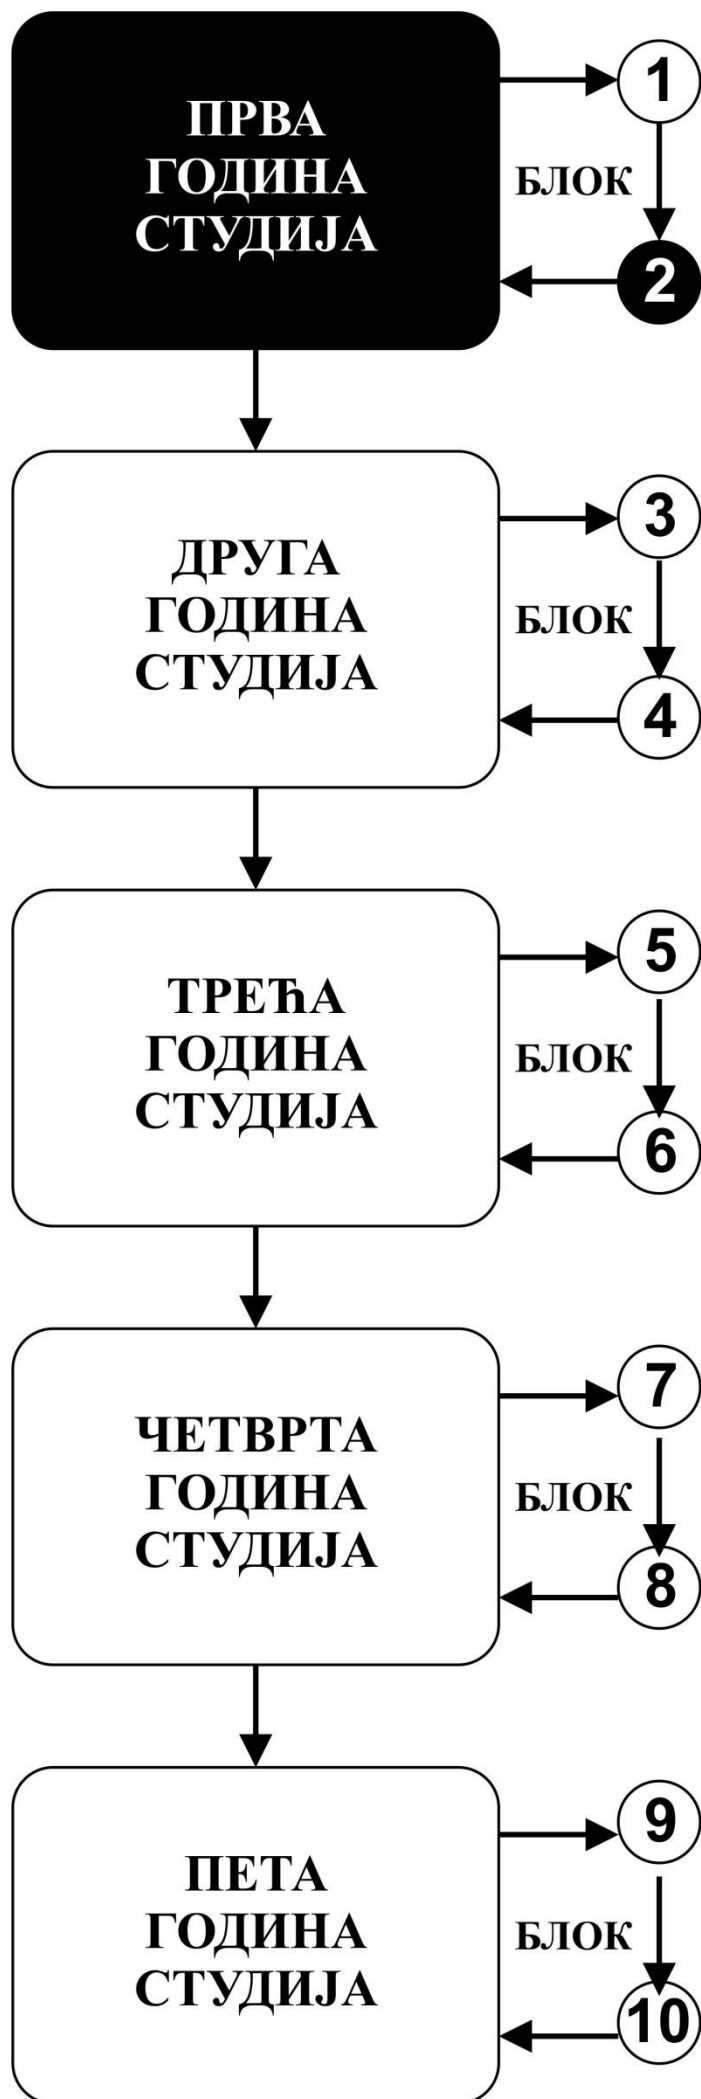 ПРВА
ГОДИНА
СТУДИЈА
1
БЛОК
2
ДРУГА
ГОДИНА
СТУДИЈА
3
БЛОК
4
ТРЕЋА
ГОДИНА
СТУДИЈА
5
БЛОК
6
ЧЕТВРТА
ГОДИНА
СТУДИЈА
7
БЛОК
8
ПЕТА
ГОДИНА
СТУДИЈА
9
БЛОК
10